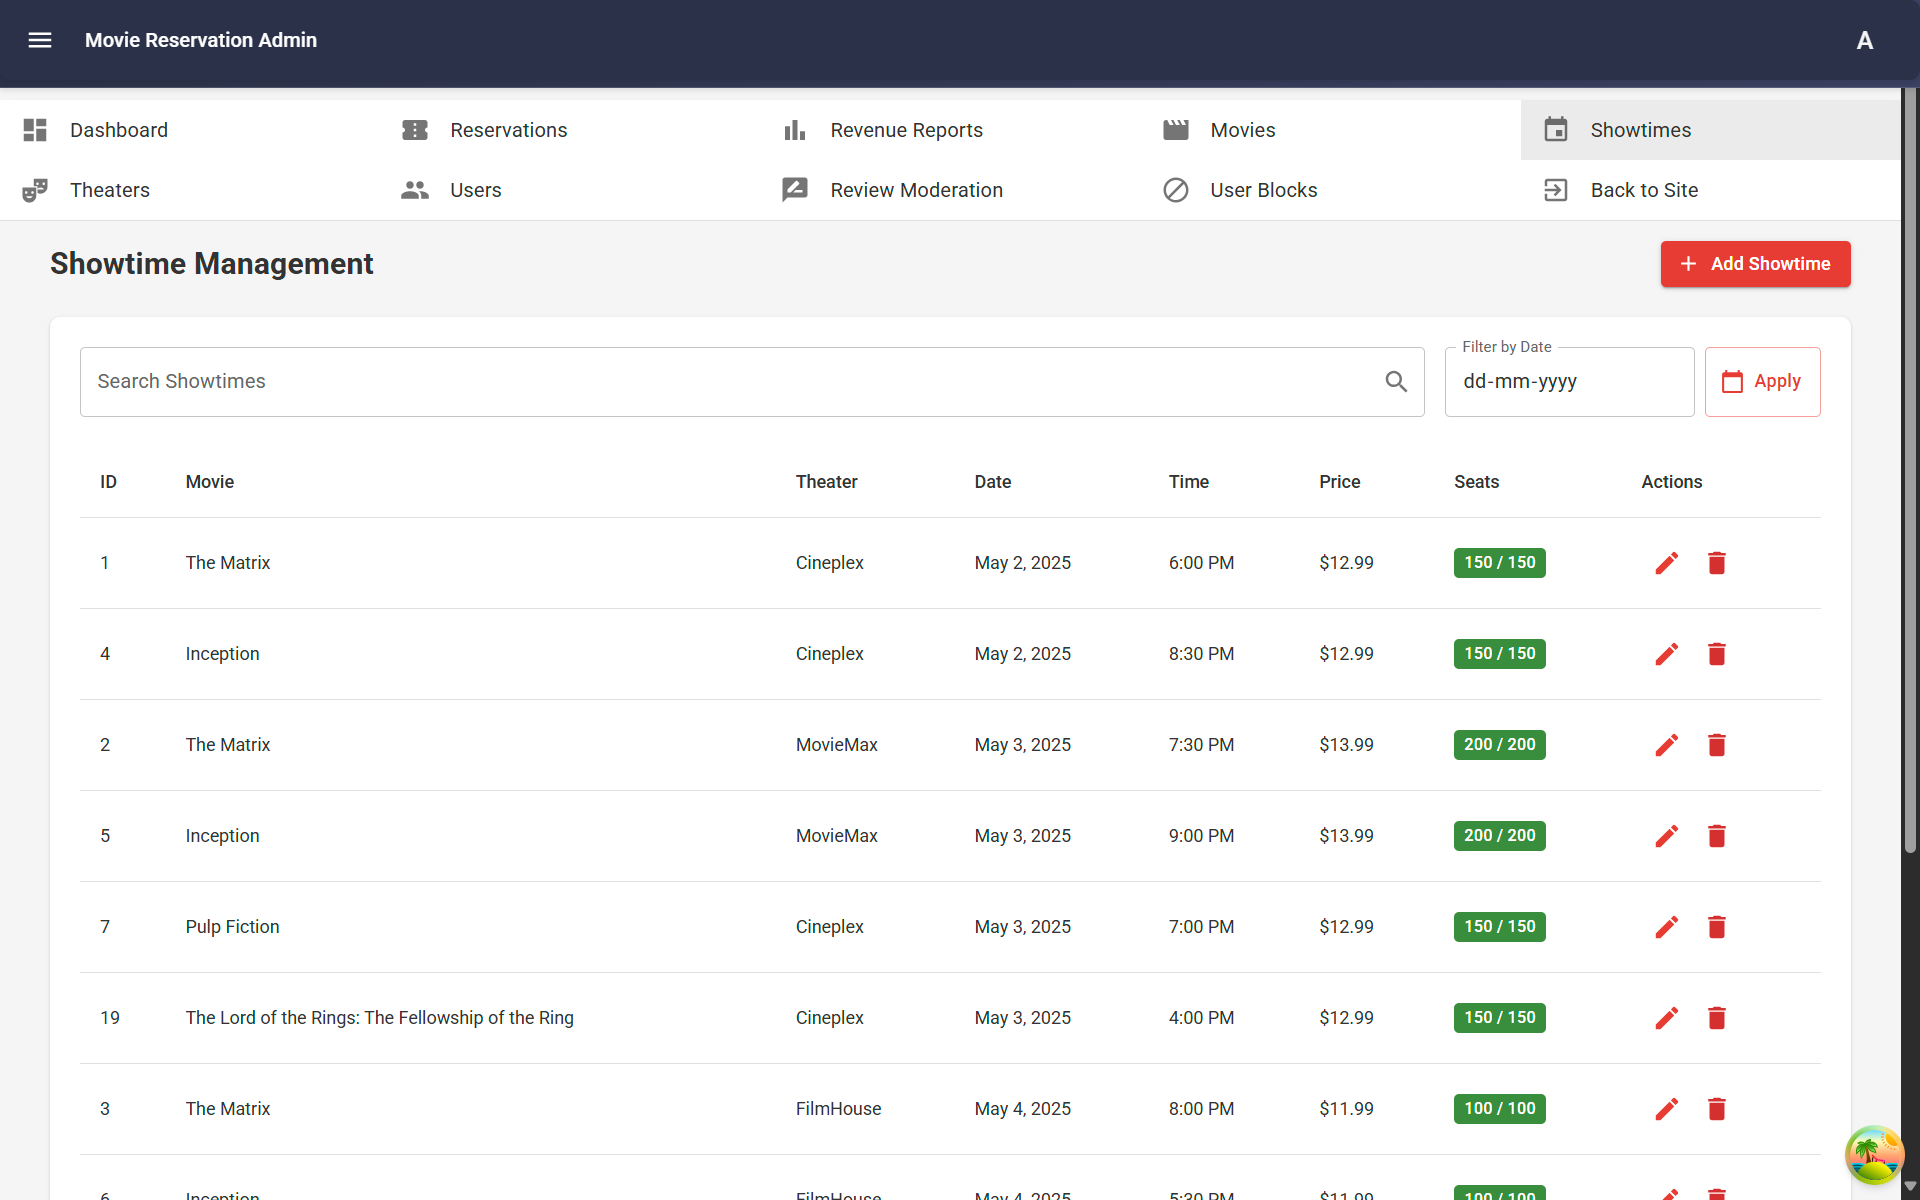 Movie Reservation Admin
A
Dashboard
Reservations
Revenue Reports
Movies
Showtimes
Theaters
Users
Review Moderation
User Blocks
Back to Site
Showtime Management
Add Showtime
Search Showtimes
Filter by Date
dd-mm-yyyy
Apply
ID Movie Theater Date Time Price Seats Actions
1 The Matrix Cineplex May 2, 2025 6:00 PM $12.99 150 / 150
4 Inception Cineplex May 2, 2025 8:30 PM $12.99 150 / 150
2 The Matrix MovieMax May 3, 2025 7:30 PM $13.99 200 / 200
5 Inception MovieMax May 3, 2025 9:00 PM $13.99 200 / 200
7 Pulp Fiction Cineplex May 3, 2025 7:00 PM $12.99 150 / 150
19 The Lord of the Rings: The Fellowship of the Ring Cineplex May 3, 2025 4:00 PM $12.99 150 / 150
3 The Matrix FilmHouse May 4, 2025 8:00 PM $11.99 100 / 100
6 Inception FilmHouse May 4, 2025 5:30 PM $11.99 100 / 100